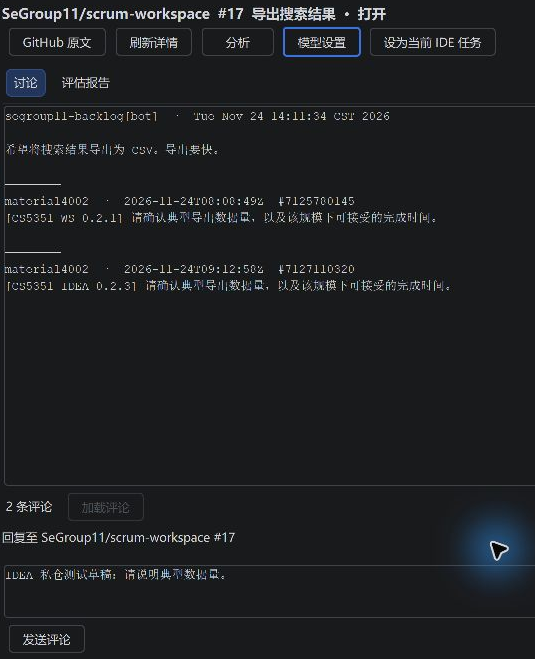 SeGroup11/scrum-workspace #17 导出搜索结果 • 打开
GitHub 原文 刷新详情 分析 模型设置 设为当前 IDE 任务
讨论 评估报告
segroup11-backlog[bot] · Tue Nov 24 14:11:34 CST 2026
希望将搜索结果导出为 CSV。导出要快。
material4002 · 2026-11-24T08:08:49Z #7125780145
[CS5351 WS 0.2.1] 请确认典型导出数据量，以及该规模下可接受的完成时间。
material4002 · 2026-11-24T09:12:58Z #7127110320
[CS5351 IDEA 0.2.3] 请确认典型导出数据量，以及该规模下可接受的完成时间。
2 条评论 加载评论
回复至 SeGroup11/scrum-workspace #17
IDEA 私仓测试草稿：请说明典型数据量。
发送评论